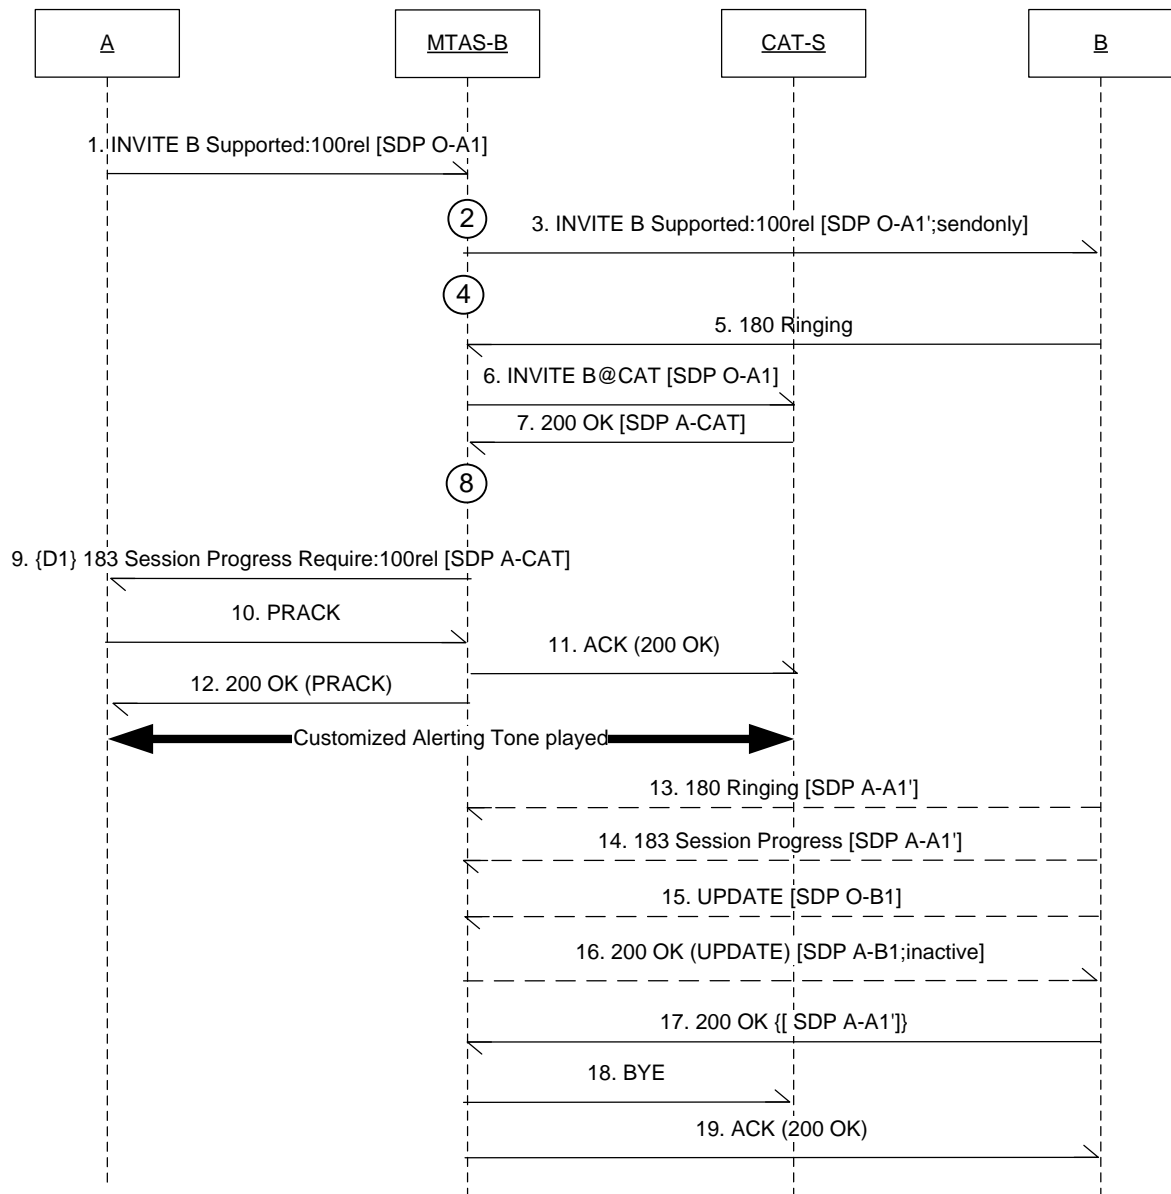 A
MTAS-B
CAT-S
B
1. INVITE B Supported:100rel [SDP O-A1]
2
3. INVITE B Supported:100rel [SDP O-A1';sendonly]
4
5. 180 Ringing
6. INVITE B@CAT [SDP O-A1]
7. 200 OK [SDP A-CAT]
8
9. {D1} 183 Session Progress Require:100rel [SDP A-CAT]
10. PRACK
11. ACK (200 OK)
12. 200 OK (PRACK)
Customized Alerting Tone played
13. 180 Ringing [SDP A-A1']
14. 183 Session Progress [SDP A-A1']
15. UPDATE [SDP O-B1]
16. 200 OK (UPDATE) [SDP A-B1;inactive]
17. 200 OK {[ SDP A-A1']}
18. BYE
19. ACK (200 OK)